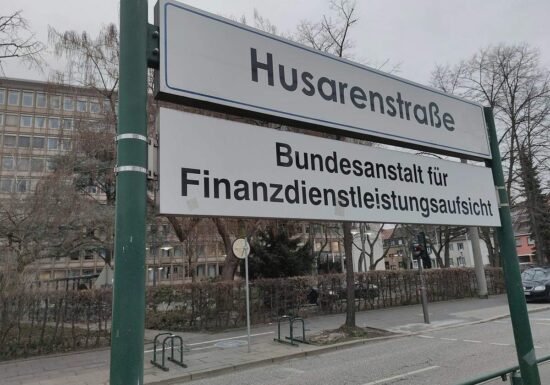 Husarenstraße
Bundesanstalt für
Finanzdienstleistungsaufsicht